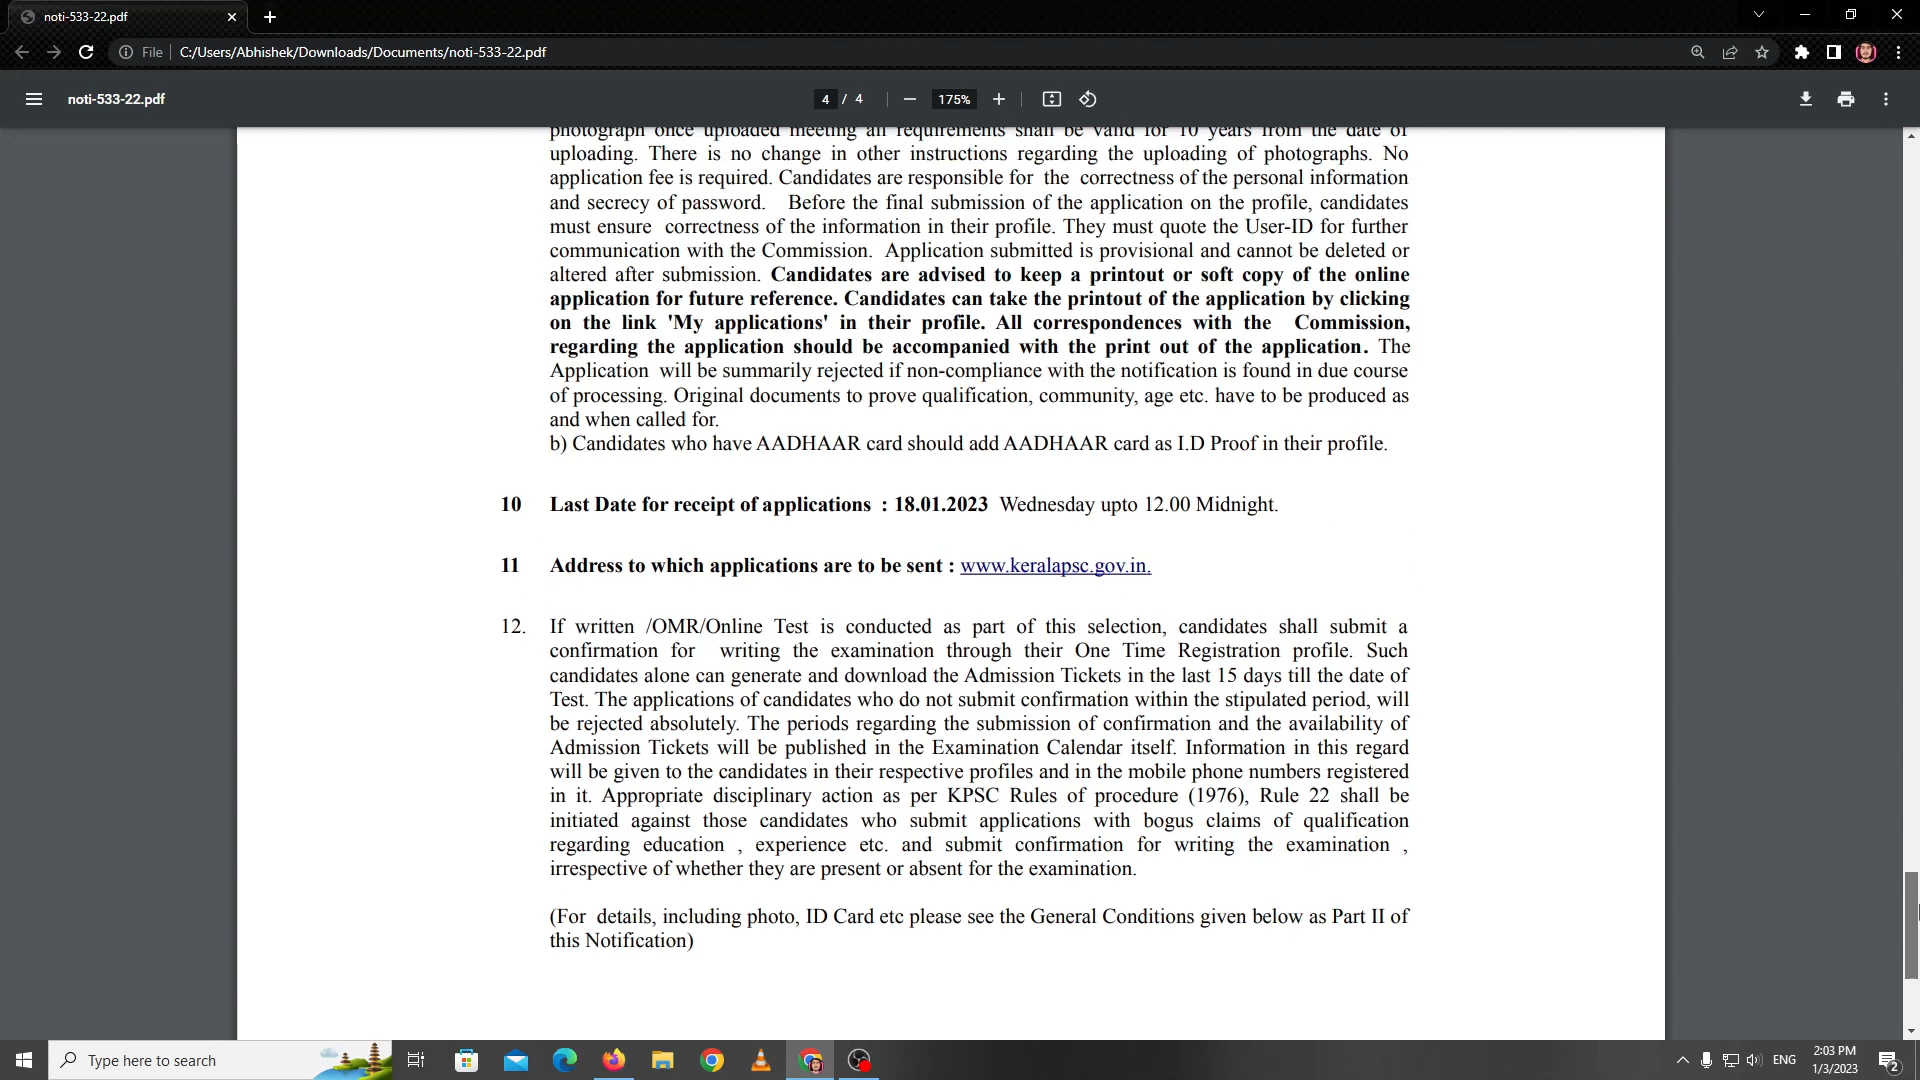 noti-533-22.pdf
File
C:/Users/Abhishek/Downloads/Documents/noti-533-22.pdf
noti-533-22.pdf
4 / 4
175%
photograph once uploaded meeting all requirements shall be valid for 10 years from the date of
uploading. There is no change in other instructions regarding the uploading of photographs. No
application fee is required. Candidates are responsible for the correctness of the personal information
and secrecy of password. Before the final submission of the application on the profile, candidates
must ensure correctness of the information in their profile. They must quote the User-ID for further
communication with the Commission. Application submitted is provisional and cannot be deleted or
altered after submission. Candidates are advised to keep a printout or soft copy of the online
application for future reference. Candidates can take the printout of the application by clicking
on the link 'My applications' in their profile. All correspondences with the Commission,
regarding the application should be accompanied with the print out of the application. The
Application will be summarily rejected if non-compliance with the notification is found in due course
of processing. Original documents to prove qualification, community, age etc. have to be produced as
and when called for.
b) Candidates who have AADHAAR card should add AADHAAR card as I.D Proof in their profile.
10 Last Date for receipt of applications : 18.01.2023 Wednesday upto 12.00 Midnight.
11 Address to which applications are to be sent : www.keralapsc.gov.in.
12. If written /OMR/Online Test is conducted as part of this selection, candidates shall submit a
confirmation for writing the examination through their One Time Registration profile. Such
candidates alone can generate and download the Admission Tickets in the last 15 days till the date of
Test. The applications of candidates who do not submit confirmation within the stipulated period, will
be rejected absolutely. The periods regarding the submission of confirmation and the availability of
Admission Tickets will be published in the Examination Calendar itself. Information in this regard
will be given to the candidates in their respective profiles and in the mobile phone numbers registered
in it. Appropriate disciplinary action as per KPSC Rules of procedure (1976), Rule 22 shall be
initiated against those candidates who submit applications with bogus claims of qualification
regarding education , experience etc. and submit confirmation for writing the examination ,
irrespective of whether they are present or absent for the examination.
(For details, including photo, ID Card etc please see the General Conditions given below as Part II of
this Notification)
Type here to search
ENG
2:03 PM
1/3/2023
2